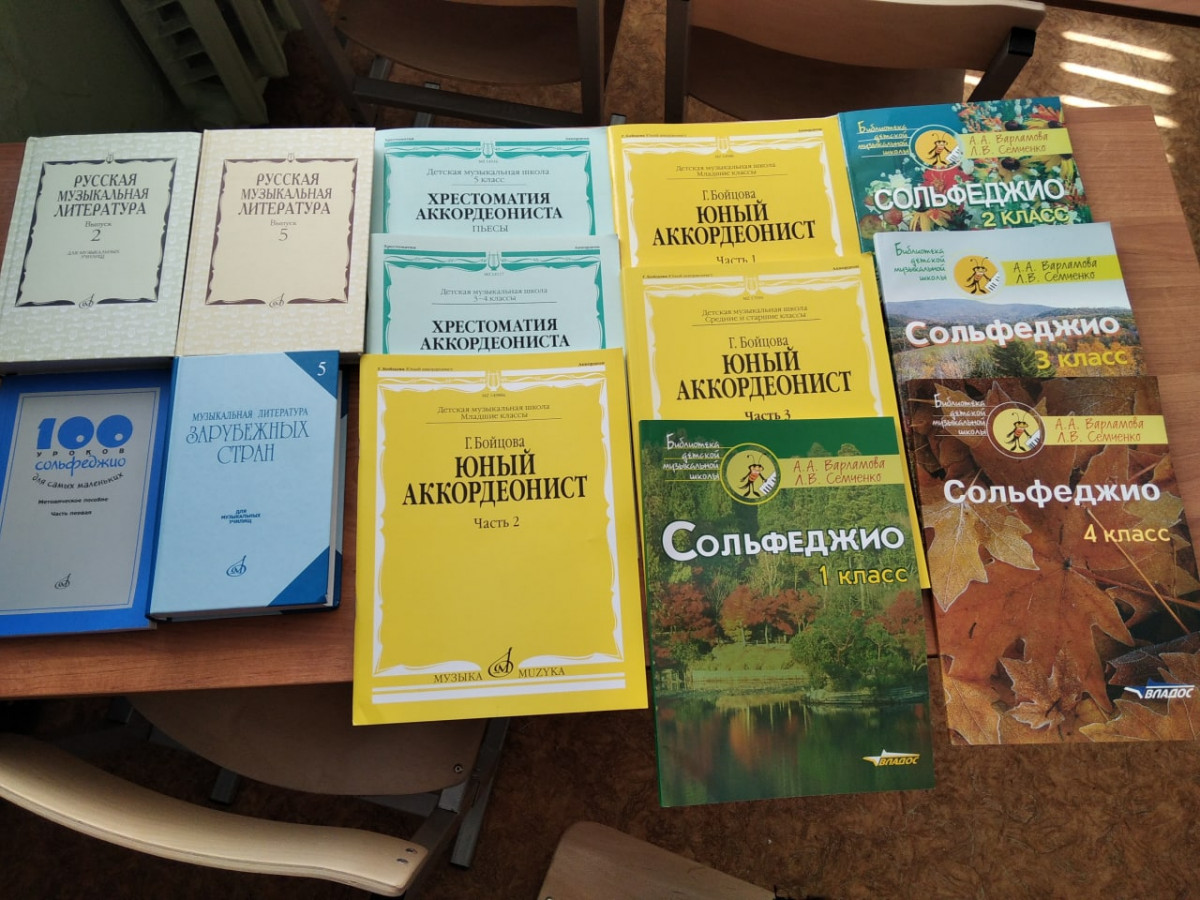 РУССКАЯ
МУЗЫКАЛЬНАЯ
ЛИТЕРАТУРА
Выпуск
2
ДЛЯ МУЗЫКАЛЬНЫХ
УЧИЛИЩ
РУССКАЯ
МУЗЫКАЛЬНАЯ
ЛИТЕРАТУРА
Выпуск
5
Детская музыкальная школа
5 класс
ХРЕСТОМАТИЯ
АККОРДЕОНИСТА
ПЬЕСЫ
Детская музыкальная школа
3–4 классы
ХРЕСТОМАТИЯ
АККОРДЕОНИСТА
Детская музыкальная школа
Младшие классы
Г. Бойцова
ЮНЫЙ
АККОРДЕОНИСТ
Часть 1
Детская музыкальная школа
Средние и старшие классы
Г. Бойцова
ЮНЫЙ
АККОРДЕОНИСТ
Часть 3
Библиотека
детской
музыкальной
школы
А.А. Варламова
Л.В. Семченко
СОЛЬФЕДЖИО
2 КЛАСС
Библиотека
детской
музыкальной
школы
А.А. Варламова
Л.В. Семченко
Сольфеджио
3 класс
100
УРОКОВ
сольфеджио
для самых маленьких
Методическое пособие
Часть первая
5
МУЗЫКАЛЬНАЯ ЛИТЕРАТУРА
ЗАРУБЕЖНЫХ
СТРАН
ДЛЯ
МУЗЫКАЛЬНЫХ
УЧИЛИЩ
Детская музыкальная школа
Младшие классы
Г. Бойцова
ЮНЫЙ
АККОРДЕОНИСТ
Часть 2
МУЗЫКА MUZYKA
Библиотека
детской
музыкальной
школы
А.А. Варламова
Л.В. Семченко
Сольфеджио
1 класс
ВЛАДОС
Библиотека
детской
музыкальной
школы
А.А. Варламова
Л.В. Семченко
Сольфеджио
4 класс
ВЛАДОС